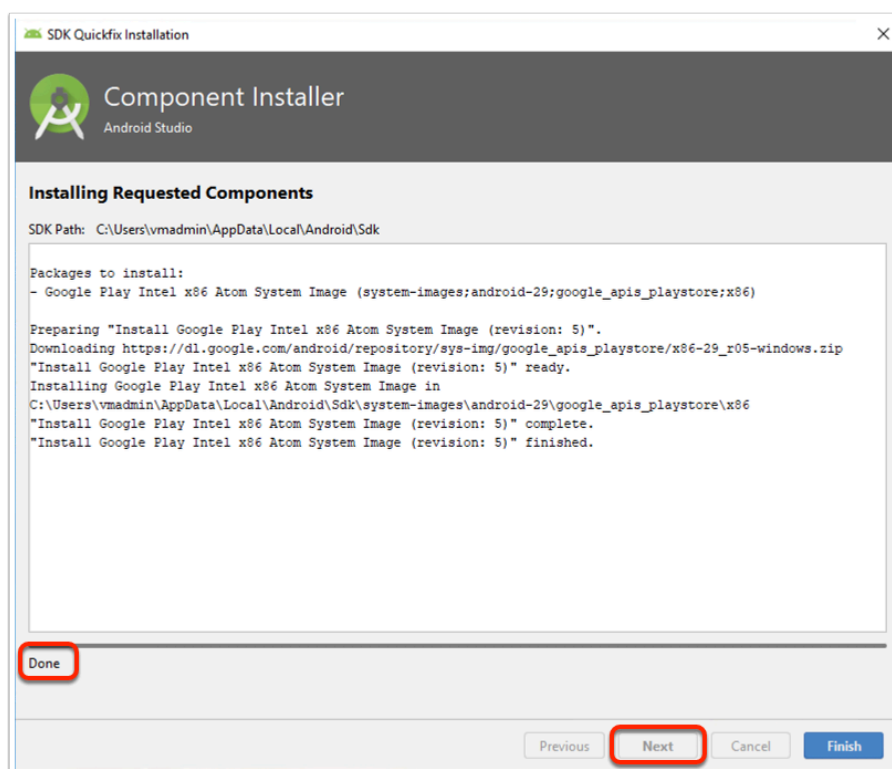 SDK Quickfix Installation
Component Installer
Android Studio
Installing Requested Components
SDK Path: C:\Users\vmadmin\AppData\Local\Android\Sdk
Packages to install:
- Google Play Intel x86 Atom System Image (system-images;android-29;google_apis_playstore;x86)
Preparing "Install Google Play Intel x86 Atom System Image (revision: 5)".
Downloading https://dl.google.com/android/repository/sys-img/google_apis_playstore/x86-29_r05-windows.zip
"Install Google Play Intel x86 Atom System Image (revision: 5)" ready.
Installing Google Play Intel x86 Atom System Image in
C:\Users\vmadmin\AppData\Local\Android\Sdk\system-images\android-29\google_apis_playstore\x86
"Install Google Play Intel x86 Atom System Image (revision: 5)" complete.
"Install Google Play Intel x86 Atom System Image (revision: 5)" finished.
Done
Previous Next Cancel Finish